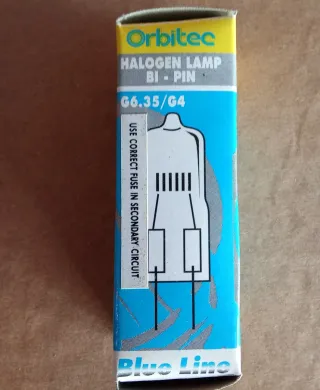 Orbitec
HALOGEN LAMP
BI - PIN
G6.35/G4
USE CORRECT FUSE IN SECONDARY CIRCUIT
Blue Line